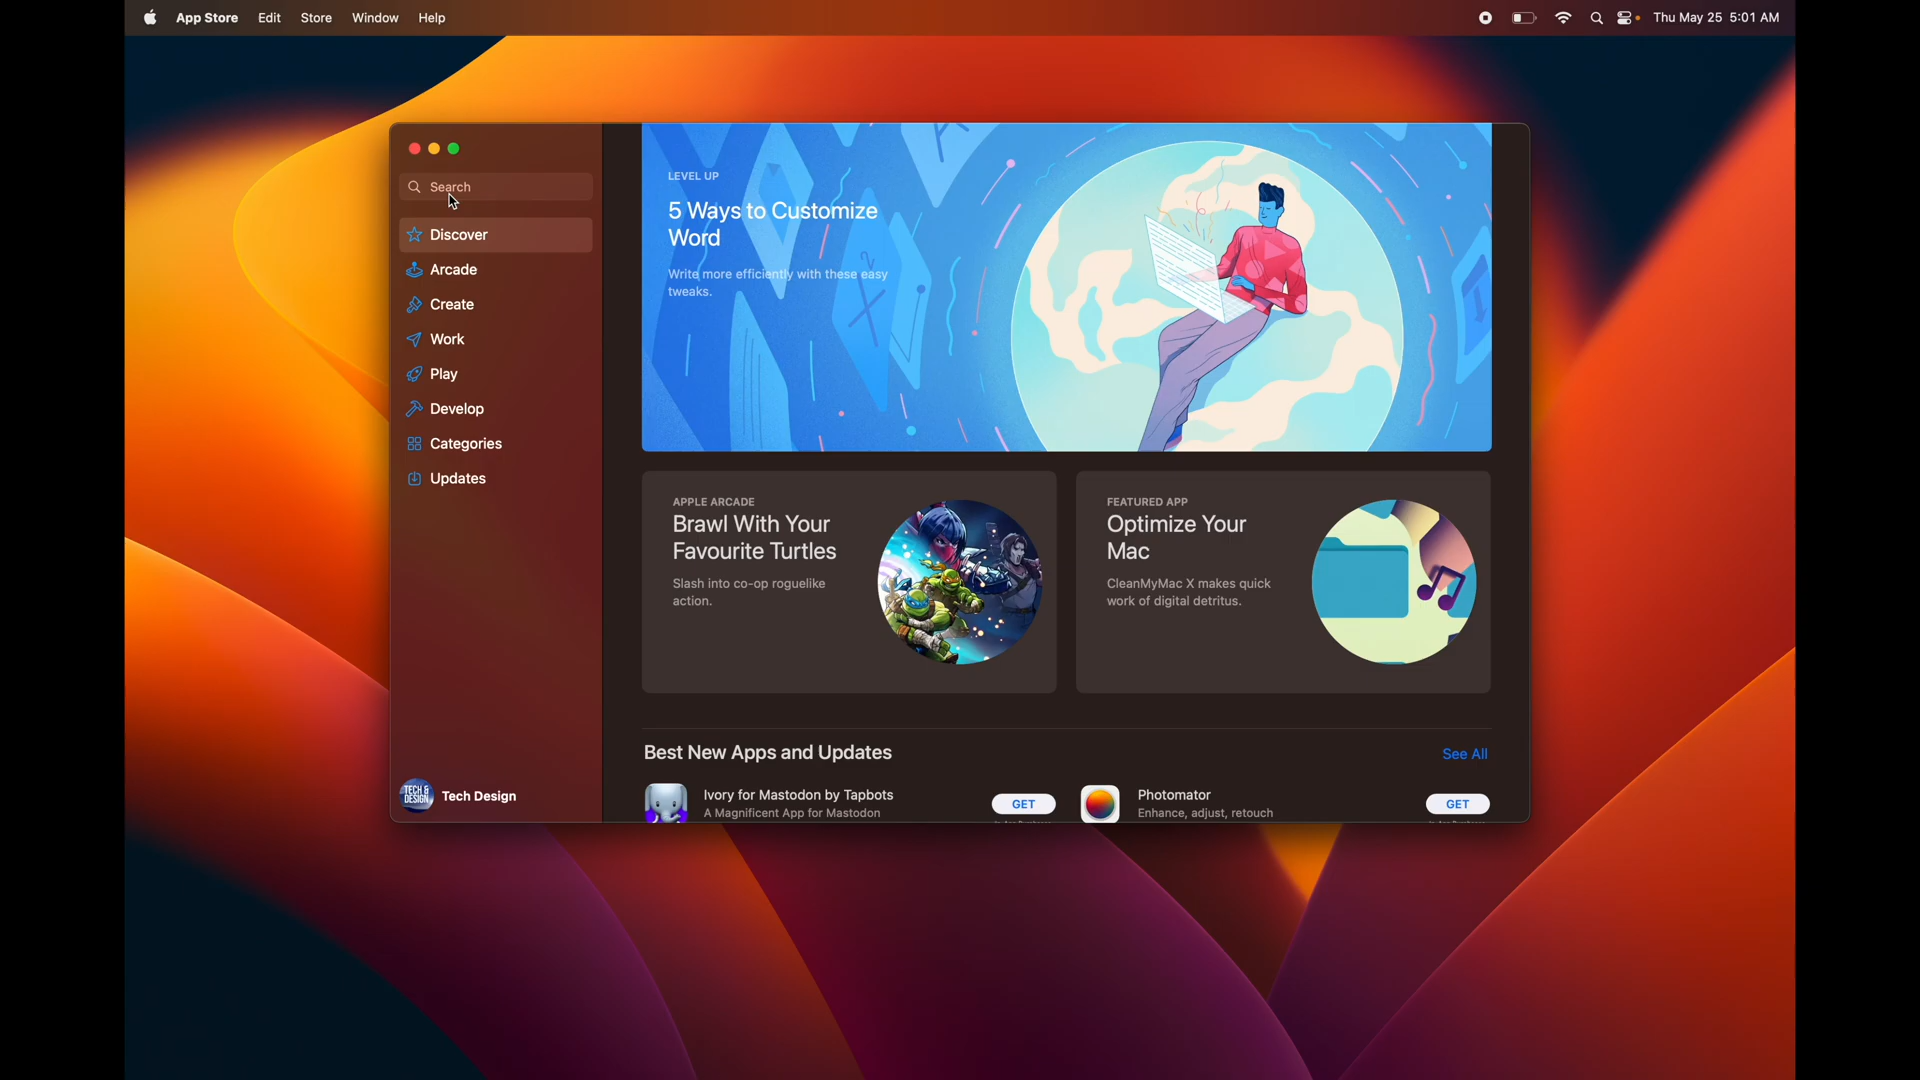 App Store Edit Store Window Help
Thu May 25 5:01 AM
Search
Discover
Arcade
Create
Work
Play
Develop
Categories
Updates
TECH &
DESIGN
Tech Design
LEVEL UP
5 Ways to Customize
Word
Write more efficiently with these easy
tweaks.
APPLE ARCADE
Brawl With Your
Favourite Turtles
Slash into co-op roguelike
action.
FEATURED APP
Optimize Your
Mac
CleanMyMac X makes quick
work of digital detritus.
Best New Apps and Updates
See All
Ivory for Mastodon by Tapbots
A Magnificent App for Mastodon
GET
Photomator
Enhance, adjust, retouch
GET